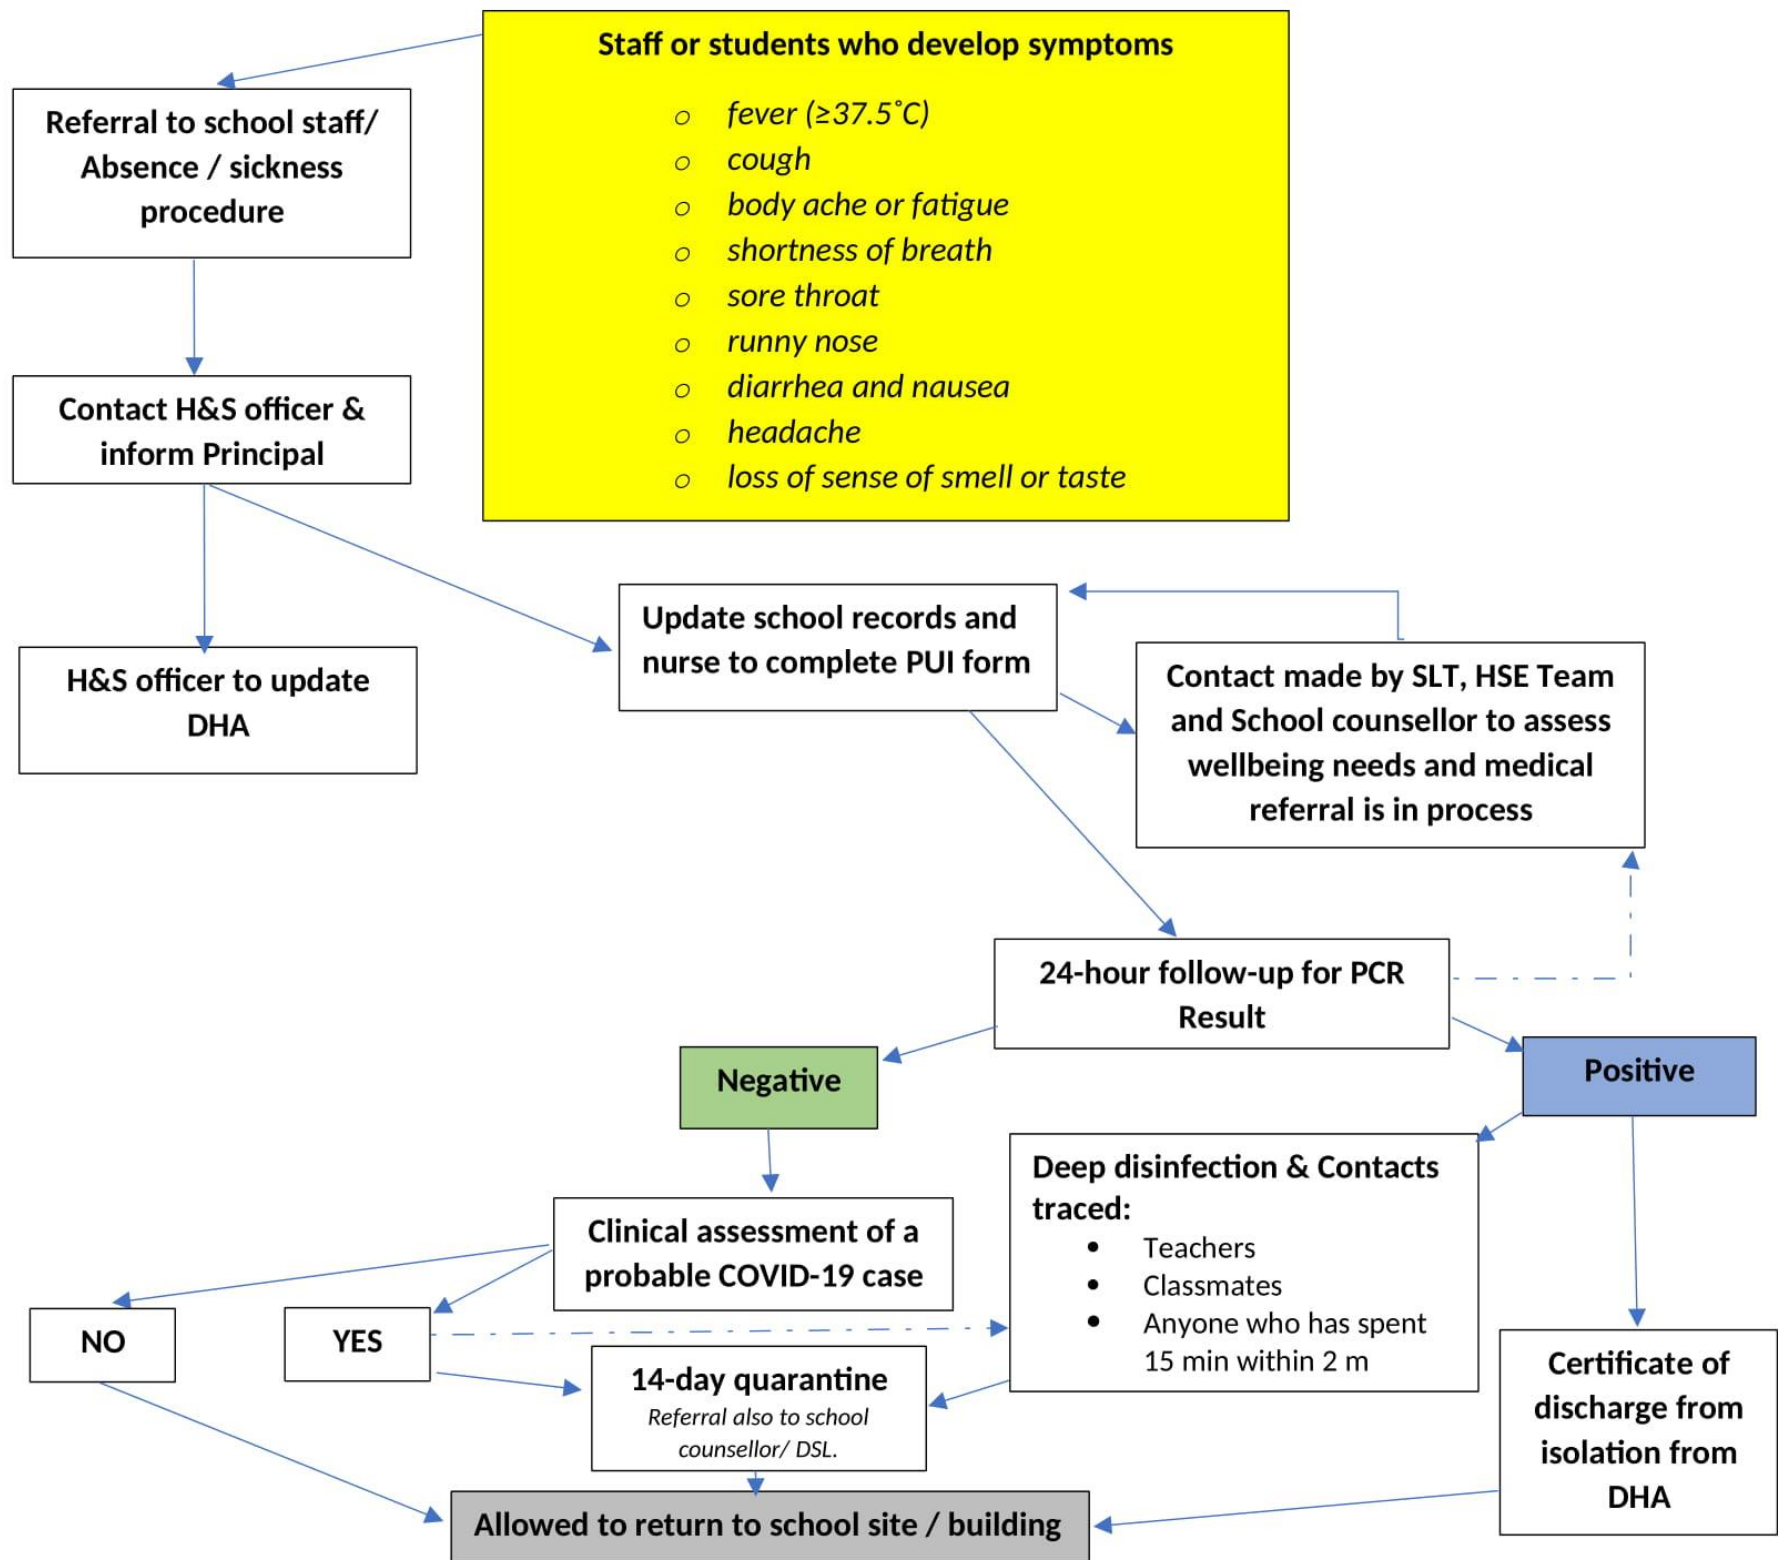 Staff or students who develop symptoms
o fever (≥37.5˚C)
o cough
o body ache or fatigue
o shortness of breath
o sore throat
o runny nose
o diarrhea and nausea
o headache
o loss of sense of smell or taste
Referral to school staff/
Absence / sickness
procedure
Contact H&S officer &
inform Principal
H&S officer to update
DHA
Update school records and
nurse to complete PUI form
Contact made by SLT, HSE Team
and School counsellor to assess
wellbeing needs and medical
referral is in process
24-hour follow-up for PCR
Result
Negative
Positive
Clinical assessment of a
probable COVID-19 case
Deep disinfection & Contacts
traced:
• Teachers
• Classmates
• Anyone who has spent
15 min within 2 m
NO
YES
14-day quarantine
Referral also to school
counsellor/ DSL.
Certificate of
discharge from
isolation from
DHA
Allowed to return to school site / building